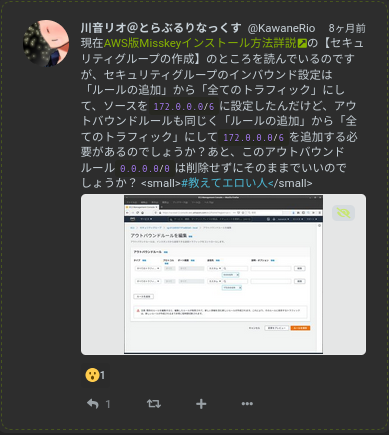 川音リオ@とらぶるりなっくす @KawaneRio 8ヶ月前
現在AWS版Misskeyインストール方法詳説の【セキュ
リティグループの作成】のところを読んでいるのです
が、セキュリティグループのインバウンド設定は
「ルールの追加」から「全てのトラフィック」にし
て、ソースを 172.0.0.0/6 に設定したんだけど、アウ
トバウンドルールも同じく「ルールの追加」から「全
てのトラフィック」にして 172.0.0.0/6 を追加する必
要があるのでしょうか？あと、このアウトバウンド
ルール 0.0.0.0/0 は削除せずにそのままでいいので
しょうか？ <small>#教えてエロい人</small>
アウトバウンドルールを編集
1
1